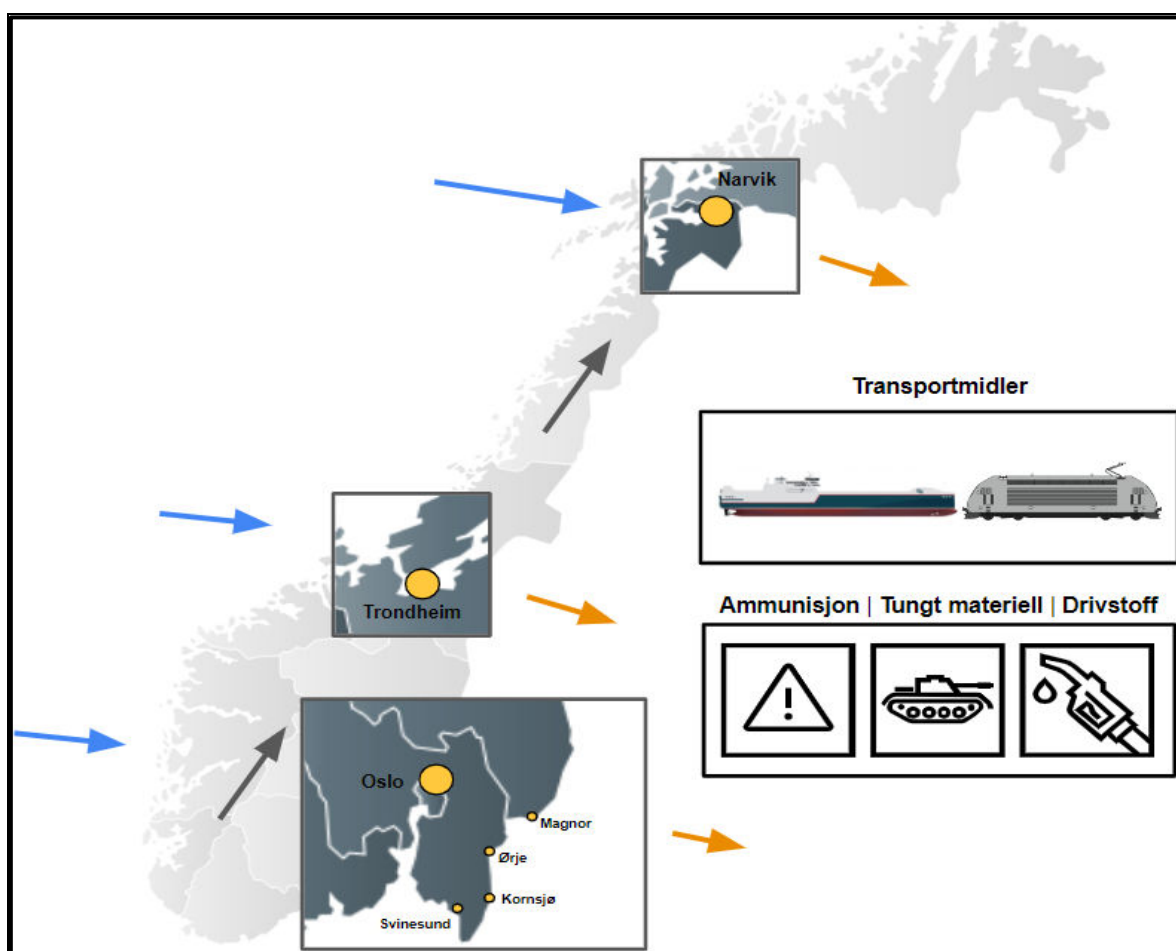 Narvik
Transportmidler
Ammunisjon | Tungt materiell | Drivstoff
Trondheim
Oslo
Magnor
Ørje
Kornsjø
Svinesund